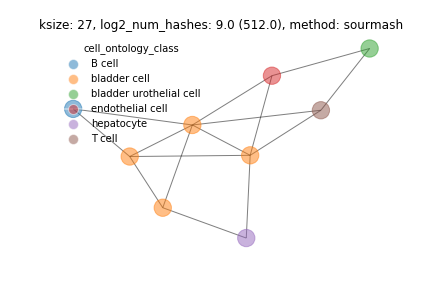 ksize: 27, log2_num_hashes: 9.0 (512.0), method: sourmash
cell_ontology_class
B cell
bladder cell
bladder urothelial cell
endothelial cell
hepatocyte
T cell